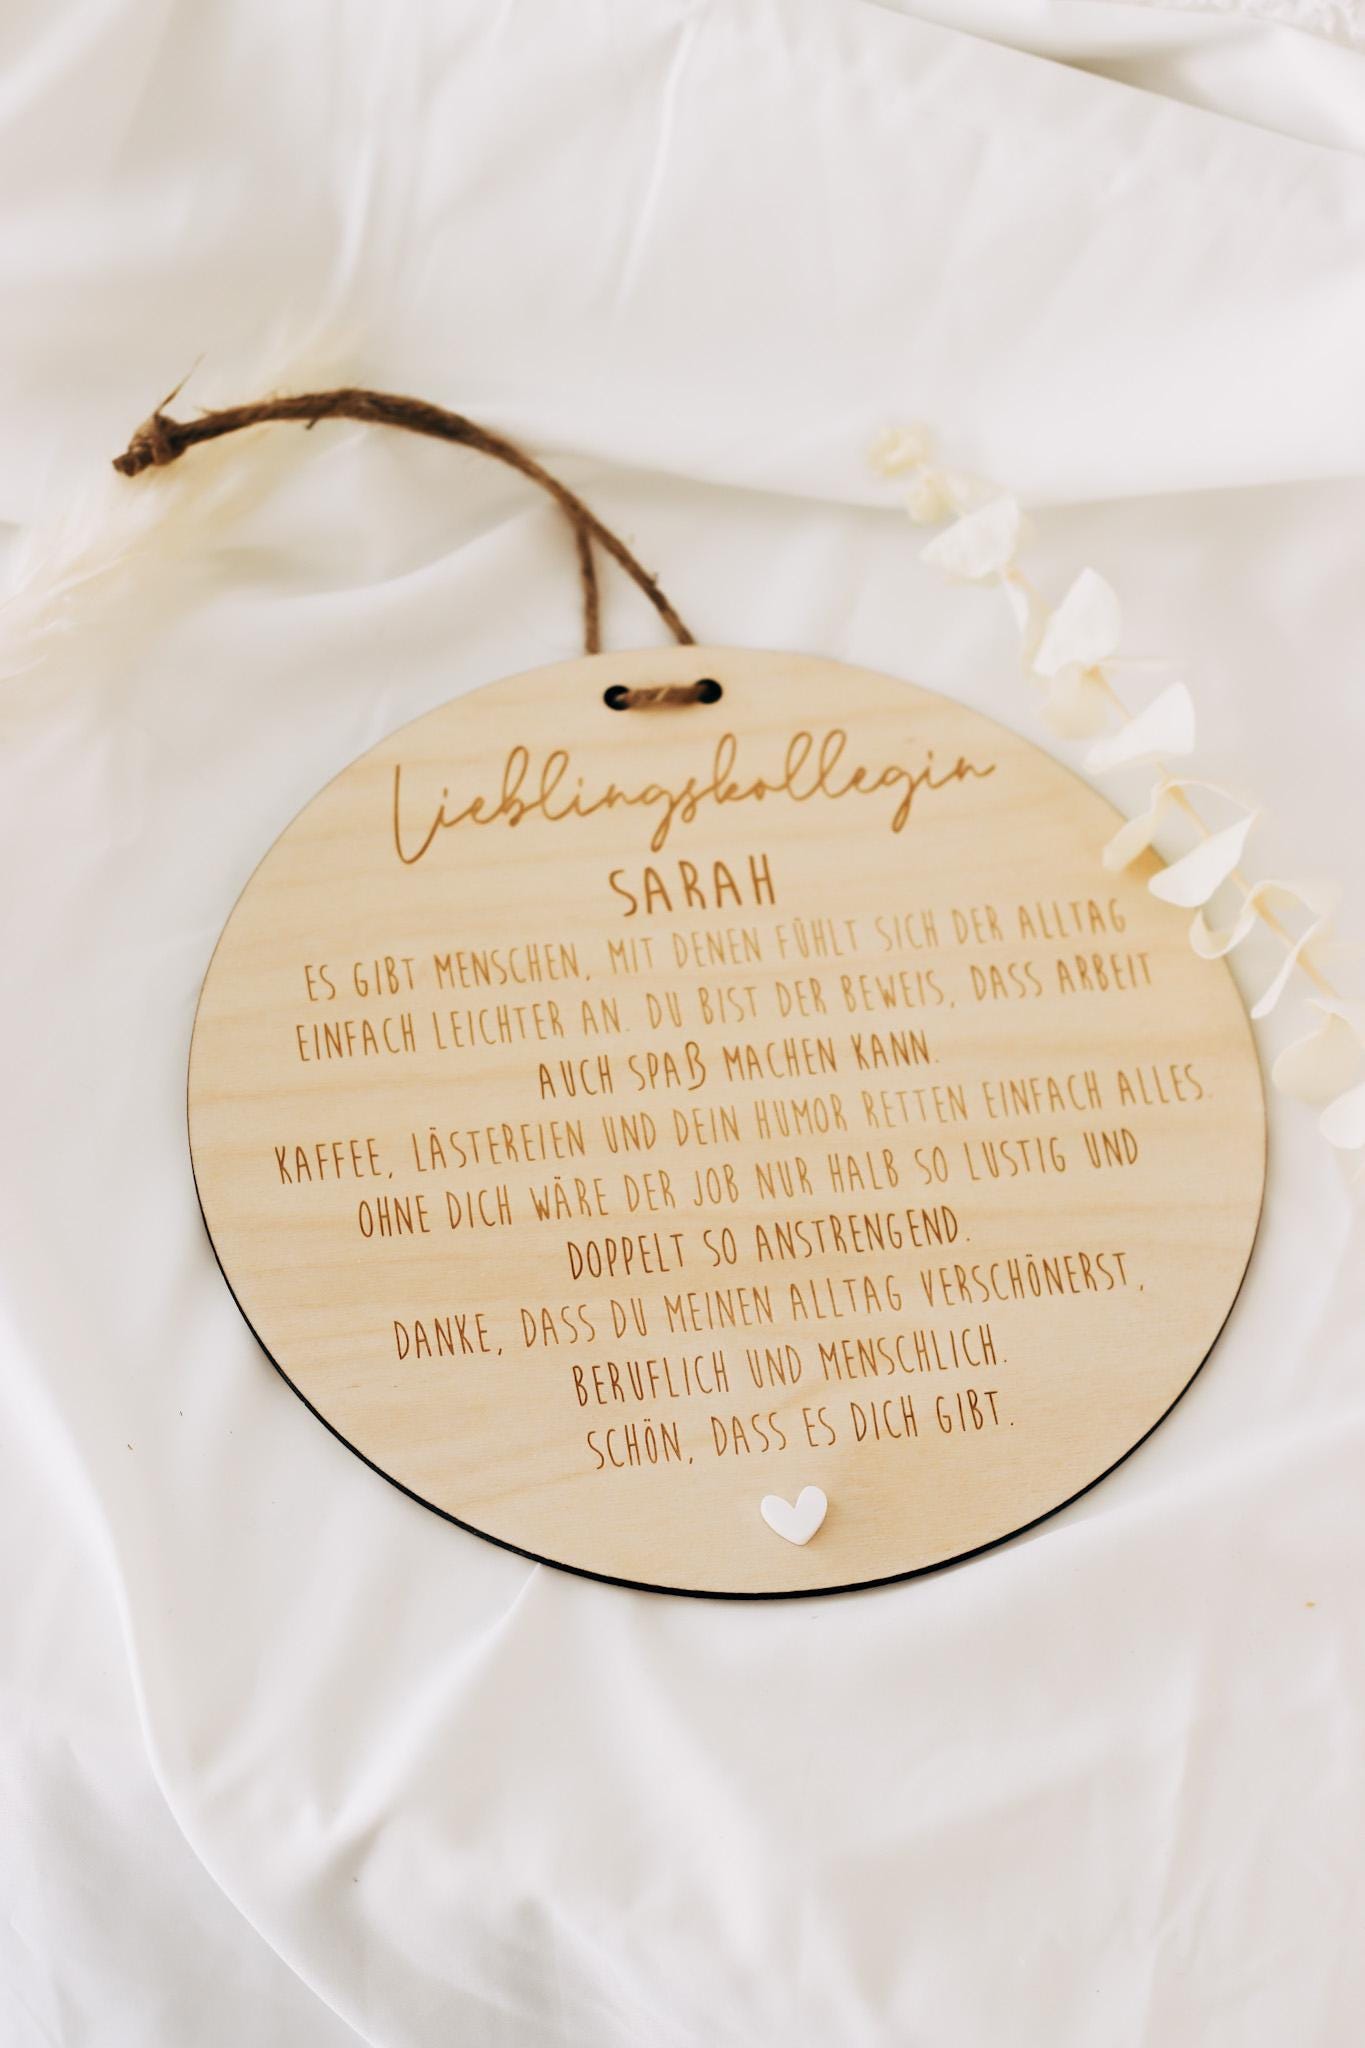 Lieblingskollegin
SARAH
ES GIBT MENSCHEN, MIT DENEN FÜHLT SICH DER ALLTAG
EINFACH LEICHTER AN. DU BIST DER BEWEIS, DASS ARBEIT
AUCH SPAß MACHEN KANN.
KAFFEE, LÄSTEREIEN UND DEIN HUMOR RETTEN EINFACH ALLES.
OHNE DICH WÄRE DER JOB NUR HALB SO LUSTIG UND
DOPPELT SO ANSTRENGEND.
DANKE, DASS DU MEINEN ALLTAG VERSCHÖNERST,
BERUFLICH UND MENSCHLICH.
SCHÖN, DASS ES DICH GIBT.